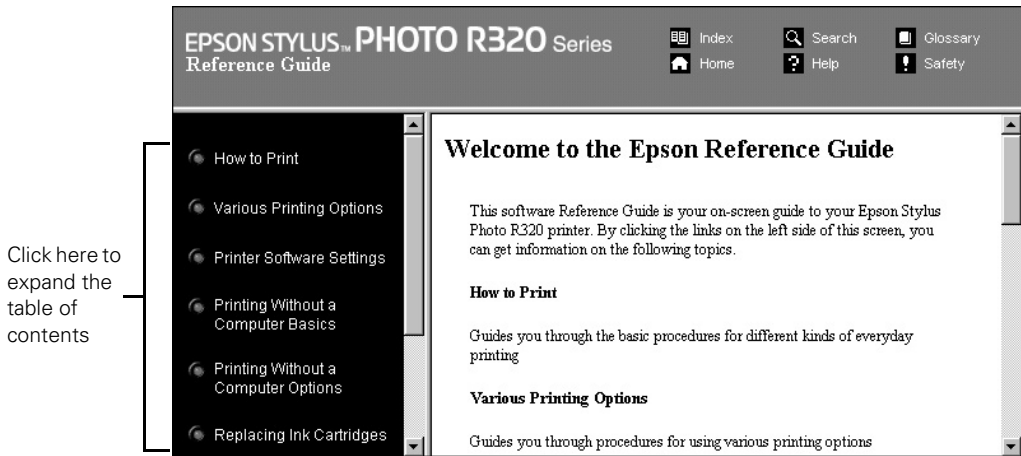 EPSON STYLUS™ PHOTO R320 Series
Reference Guide
Index
Search
Glossary
Home
Help
Safety
Click here to
expand the
table of
contents
How to Print
Various Printing Options
Printer Software Settings
Printing Without a
Computer Basics
Printing Without a
Computer Options
Replacing Ink Cartridges
Welcome to the Epson Reference Guide
This software Reference Guide is your on-screen guide to your Epson Stylus
Photo R320 printer. By clicking the links on the left side of this screen, you
can get information on the following topics.
How to Print
Guides you through the basic procedures for different kinds of everyday
printing
Various Printing Options
Guides you through procedures for using various printing options